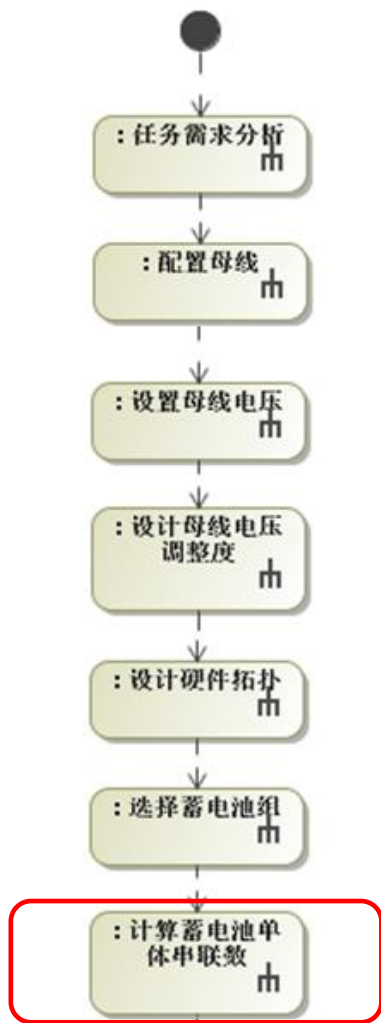 ：任务需求分析
：配置母线
：设置母线电压
：设计母线电压
调整度
：设计硬件拓扑
：选择蓄电池组
：计算蓄电池单
体串联数